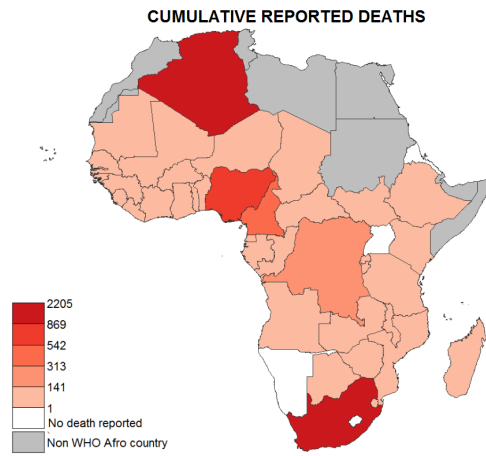 CUMULATIVE REPORTED DEATHS
2205
869
542
313
141
1
No death reported
Non WHO Afro country